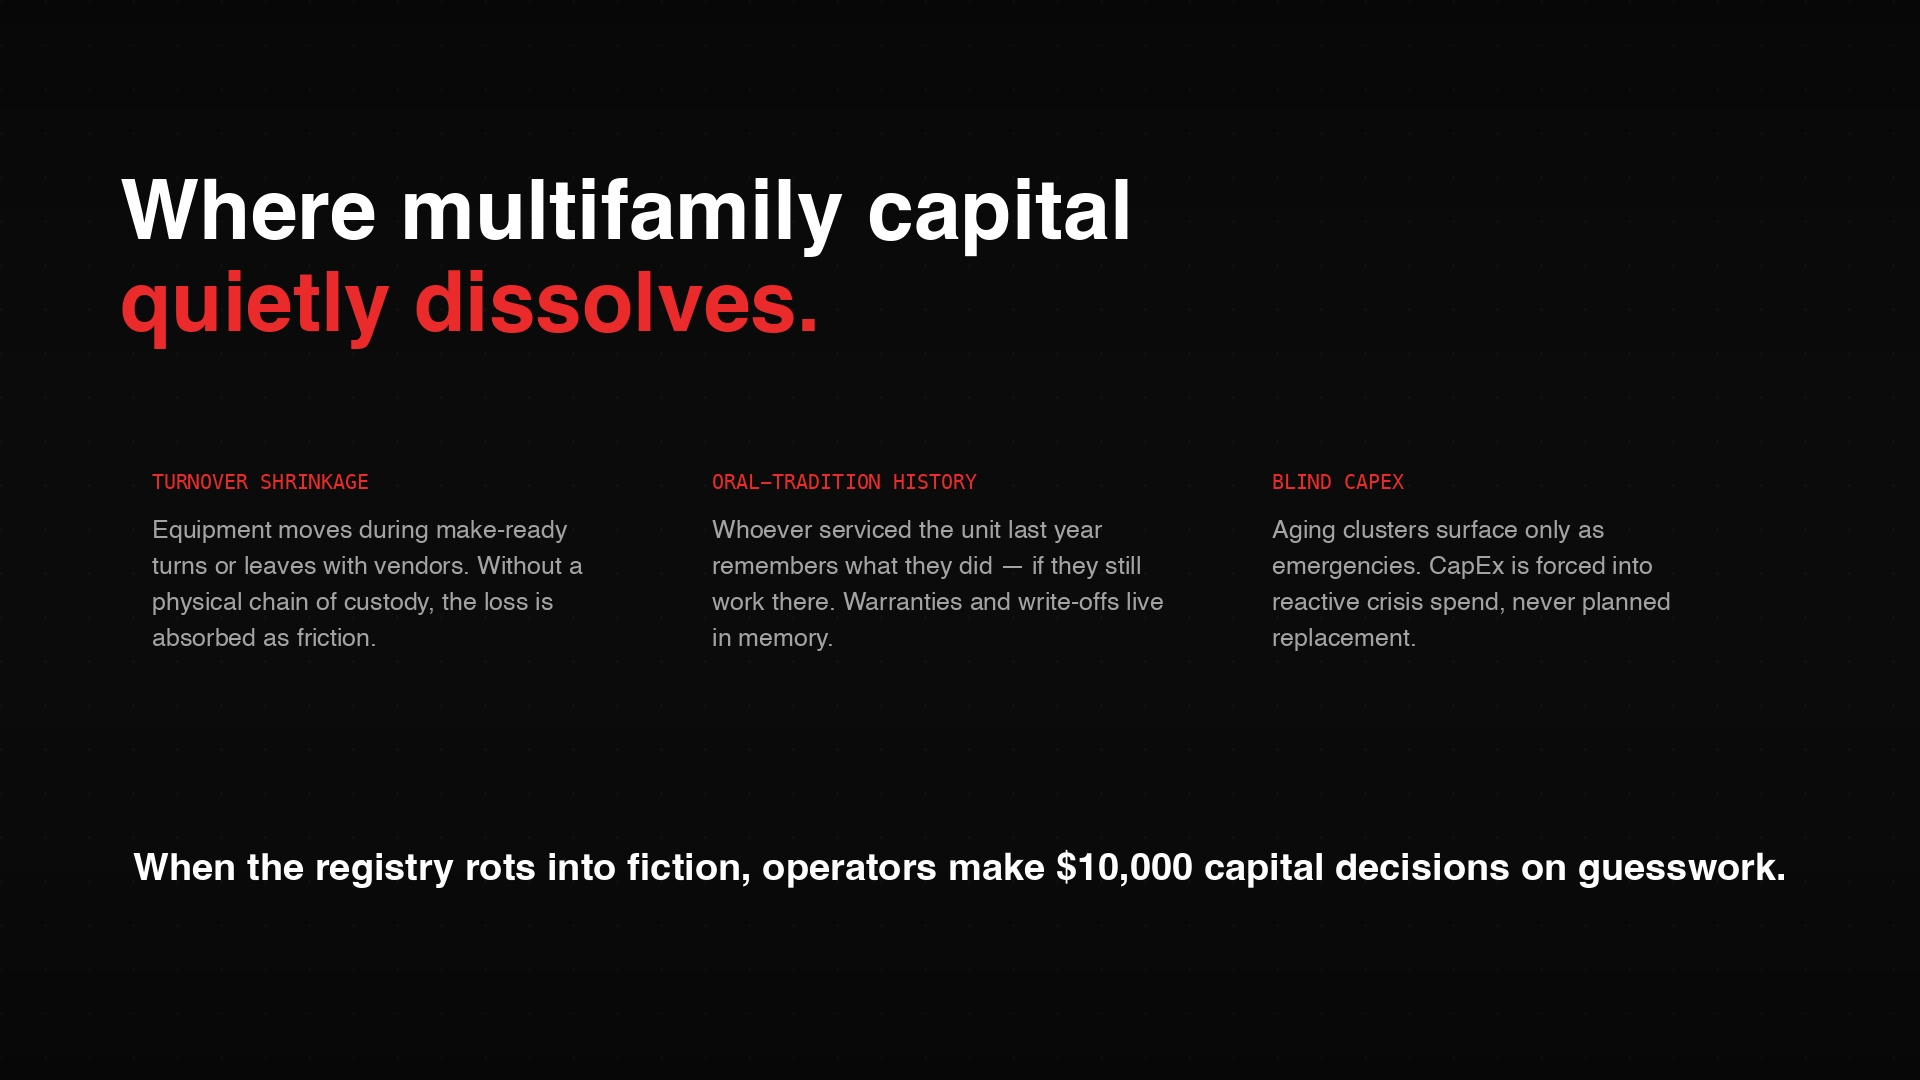 Where multifamily capital
quietly dissolves.
TURNOVER SHRINKAGE
Equipment moves during make-ready
turns or leaves with vendors. Without a
physical chain of custody, the loss is
absorbed as friction.
ORAL–TRADITION HISTORY
Whoever serviced the unit last year
remembers what they did — if they still
work there. Warranties and write-offs live
in memory.
BLIND CAPEX
Aging clusters surface only as
emergencies. CapEx is forced into
reactive crisis spend, never planned
replacement.
When the registry rots into fiction, operators make $10,000 capital decisions on guesswork.